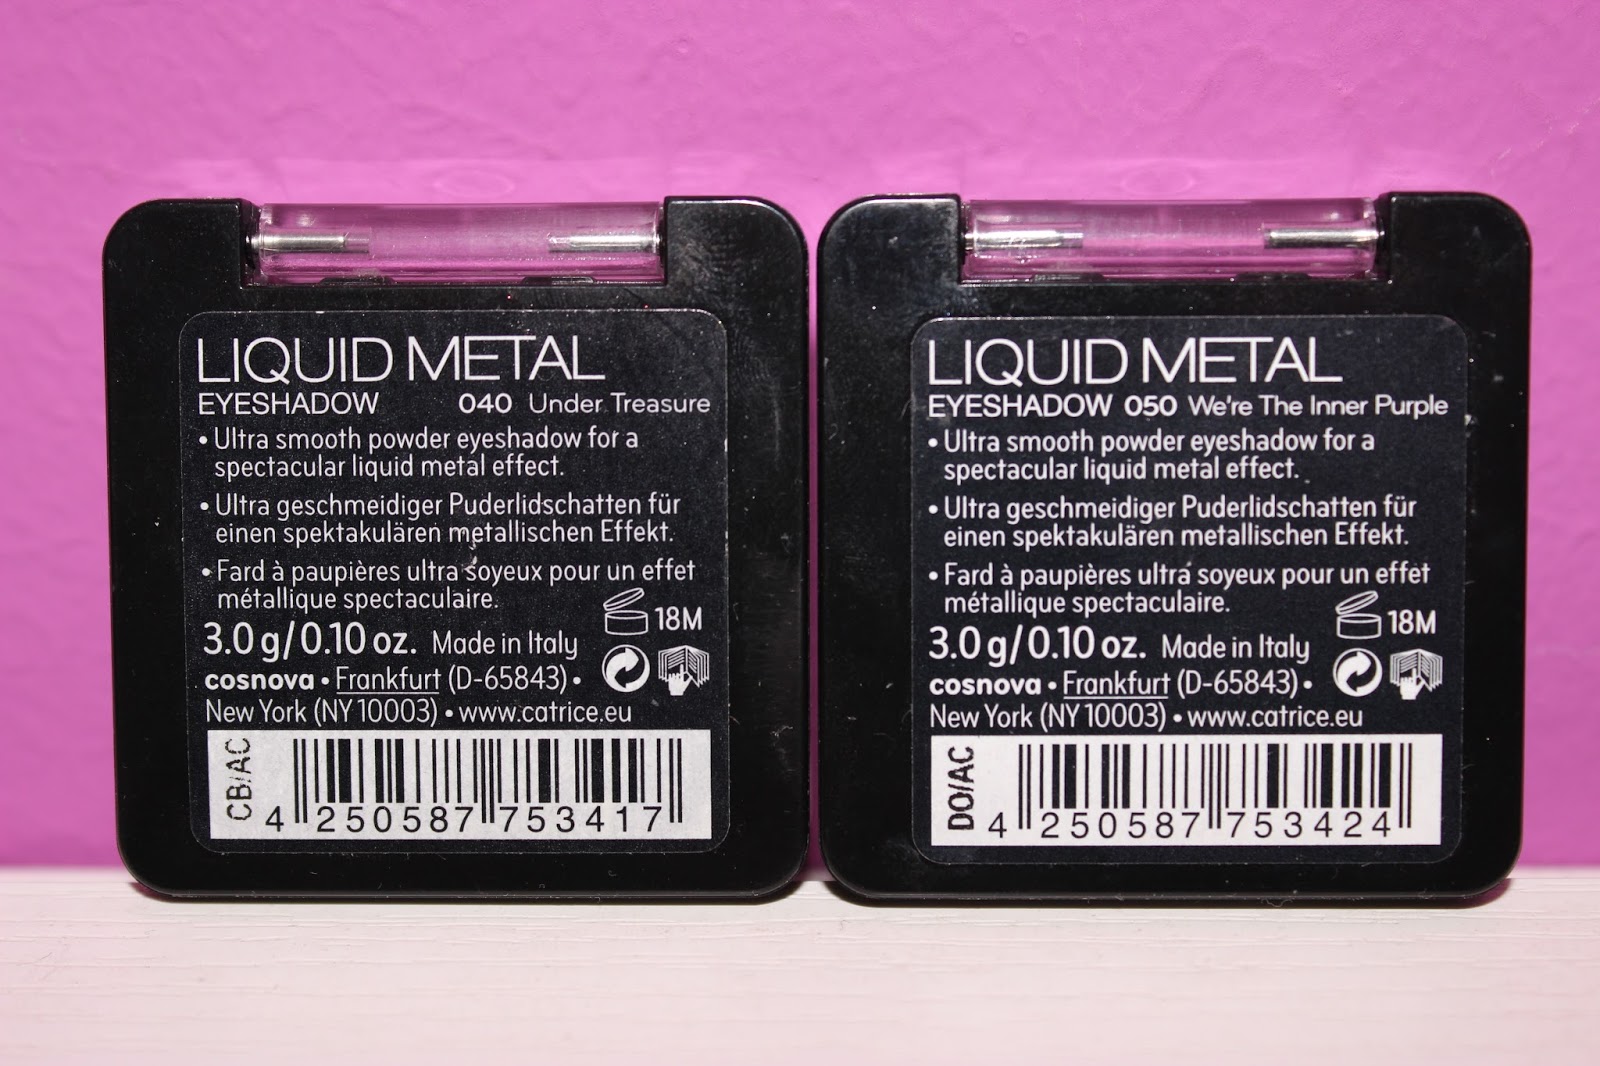 LIQUID METAL
EYESHADOW 040 Under Treasure
• Ultra smooth powder eyeshadow for a
spectacular liquid metal effect.
• Ultra geschmeidiger Puderlidschatten für
einen spektakulären metallischen Effekt.
• Fard à paupières ultra soyeux pour un effet
métallique spectaculaire.
18M
3.0 g/0.10 oz. Made in Italy
cosnova • Frankfurt (D-65843) •
New York (NY 10003) • www.catrice.eu
CB/AC
4 250587 753417
LIQUID METAL
EYESHADOW 050 We're The Inner Purple
• Ultra smooth powder eyeshadow for a
spectacular liquid metal effect.
• Ultra geschmeidiger Puderlidschatten für
einen spektakulären metallischen Effekt.
• Fard à paupières ultra soyeux pour un effet
métallique spectaculaire.
18M
3.0 g/0.10 oz. Made in Italy
cosnova • Frankfurt (D-65843) •
New York (NY 10003) • www.catrice.eu
DO/AC
4 250587 753424